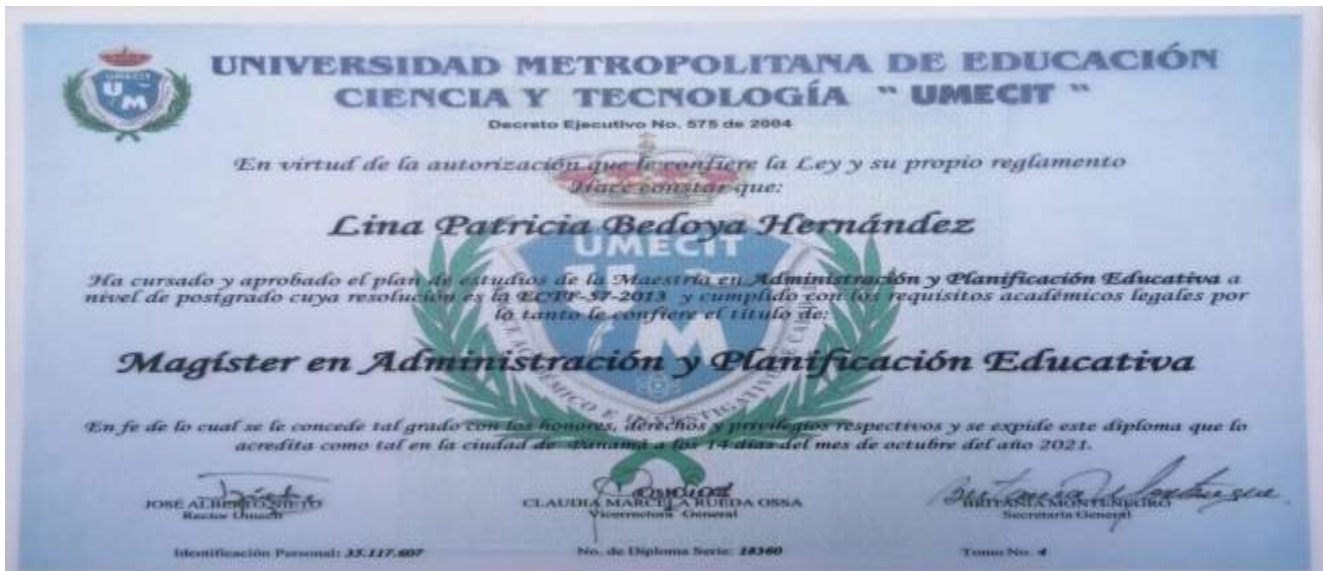 UNIVERSIDAD METROPOLITANA DE EDUCACIÓN
CIENCIA Y TECNOLOGÍA " UMECIT "
Decreto Ejecutivo No. 575 de 2004
En virtud de la autorización que le confiere la Ley y su propio reglamento
Hace constar que:
Lina Patricia Bedoya Hernández
UMECIT
Ha cursado y aprobado el plan de estudios de la Maestría en Administración y Planificación Educativa a
nivel de postgrado cuya resolución es la ECTF-57-2013 y cumplido con los requisitos académicos legales por
lo tanto le confiere el título de:
Magíster en Administración y Planificación Educativa
En fe de lo cual se le concede tal grado con los honores, derechos y privilegios respectivos y se expide este diploma que lo
acredita como tal en la ciudad de Panamá a los 14 días del mes de octubre del año 2021.
JOSÉ ALBERTO NIETO
Rector Umecit
CLAUDIA MARCELA RUEDA OSSA
Vicerrectora General
BRITANIA MONTENEGRO
Secretaria General
Identificación Personal: 35.117.607
No. de Diploma Serie: 18360
Tomo No. 4